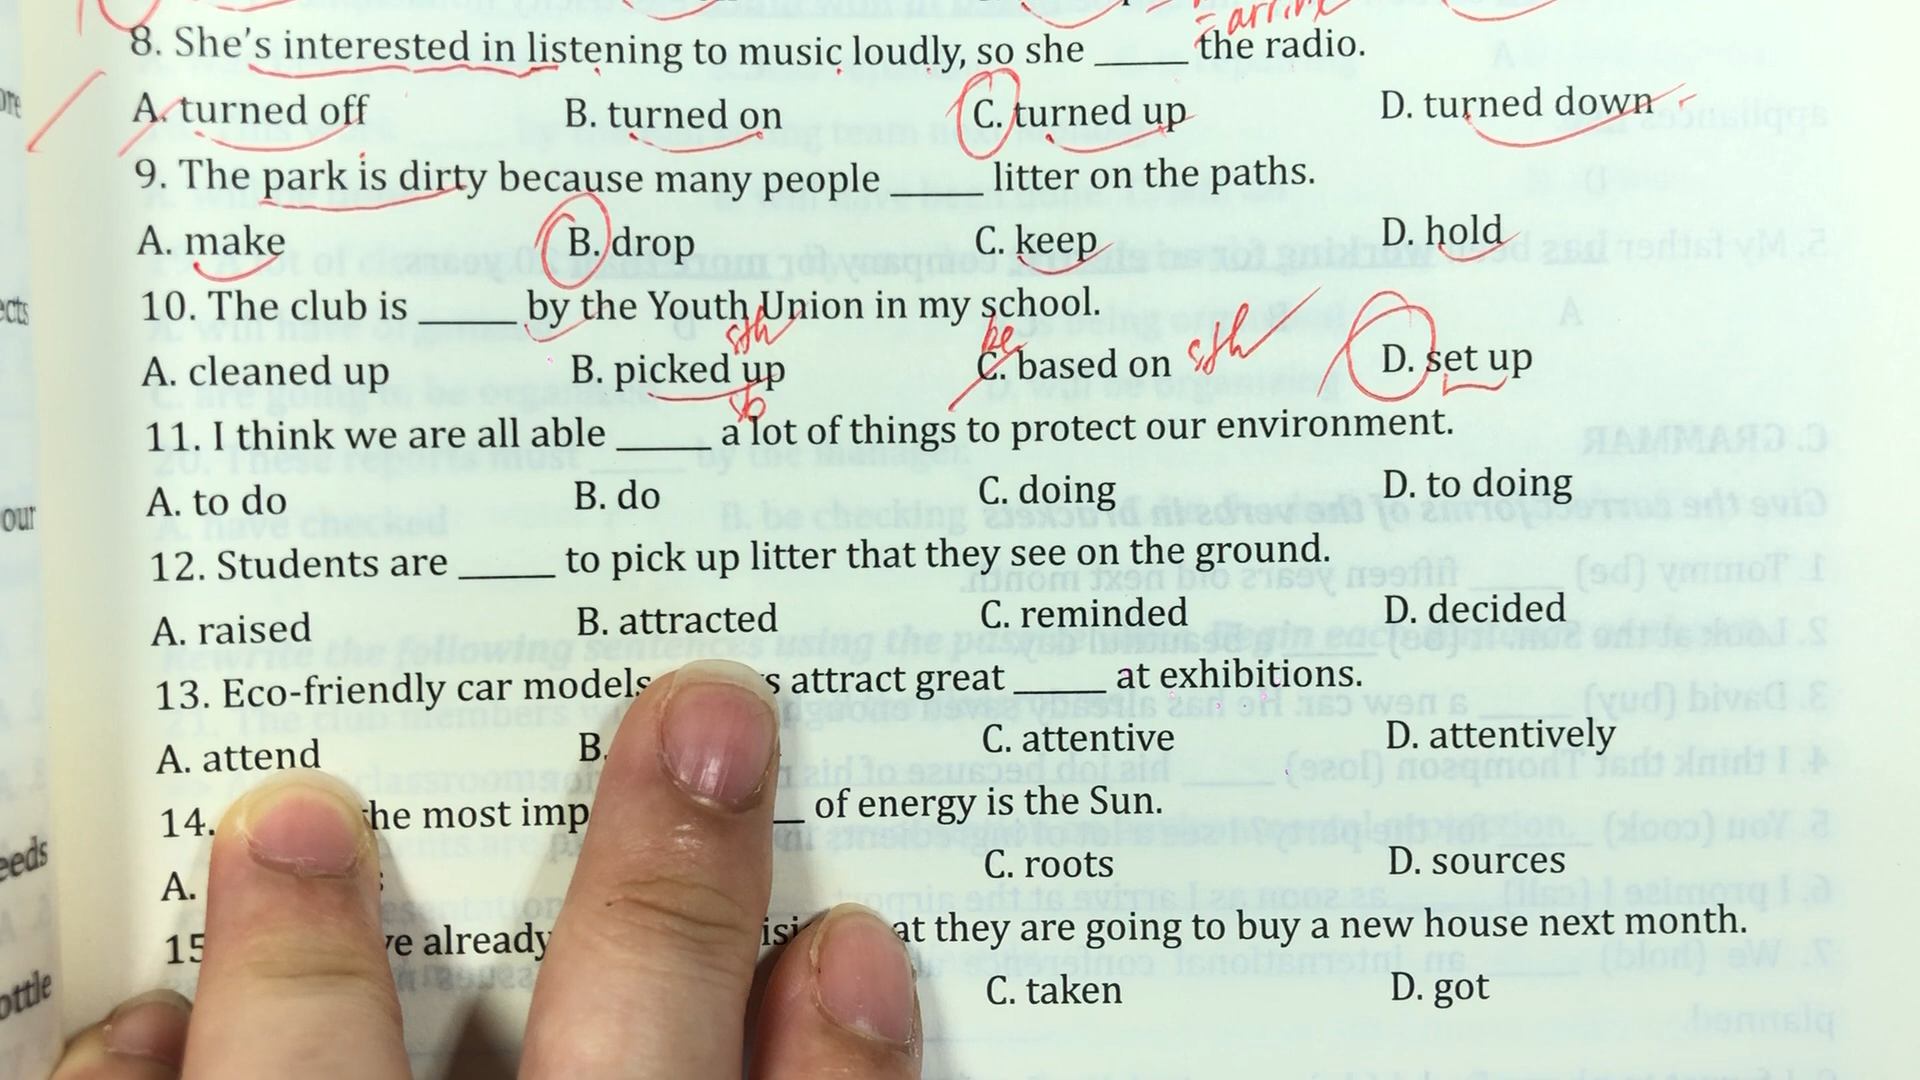 = arrive
8. She's interested in listening to music loudly, so she _____ the radio.
A. turned off B. turned on C. turned up D. turned down
9. The park is dirty because many people _____ litter on the paths.
A. make B. drop C. keep D. hold
10. The club is _____ by the Youth Union in my school.
sth be sth
A. cleaned up B. picked up C. based on D. set up
sb
11. I think we are all able _____ a lot of things to protect our environment.
A. to do B. do C. doing D. to doing
12. Students are _____ to pick up litter that they see on the ground.
A. raised B. attracted C. reminded D. decided
13. Eco-friendly car models attract great _____ at exhibitions.
A. attend B. C. attentive D. attentively
14. the most of energy is the Sun.
A. C. roots D. sources
15 already at they are going to buy a new house next month.
C. taken D. got